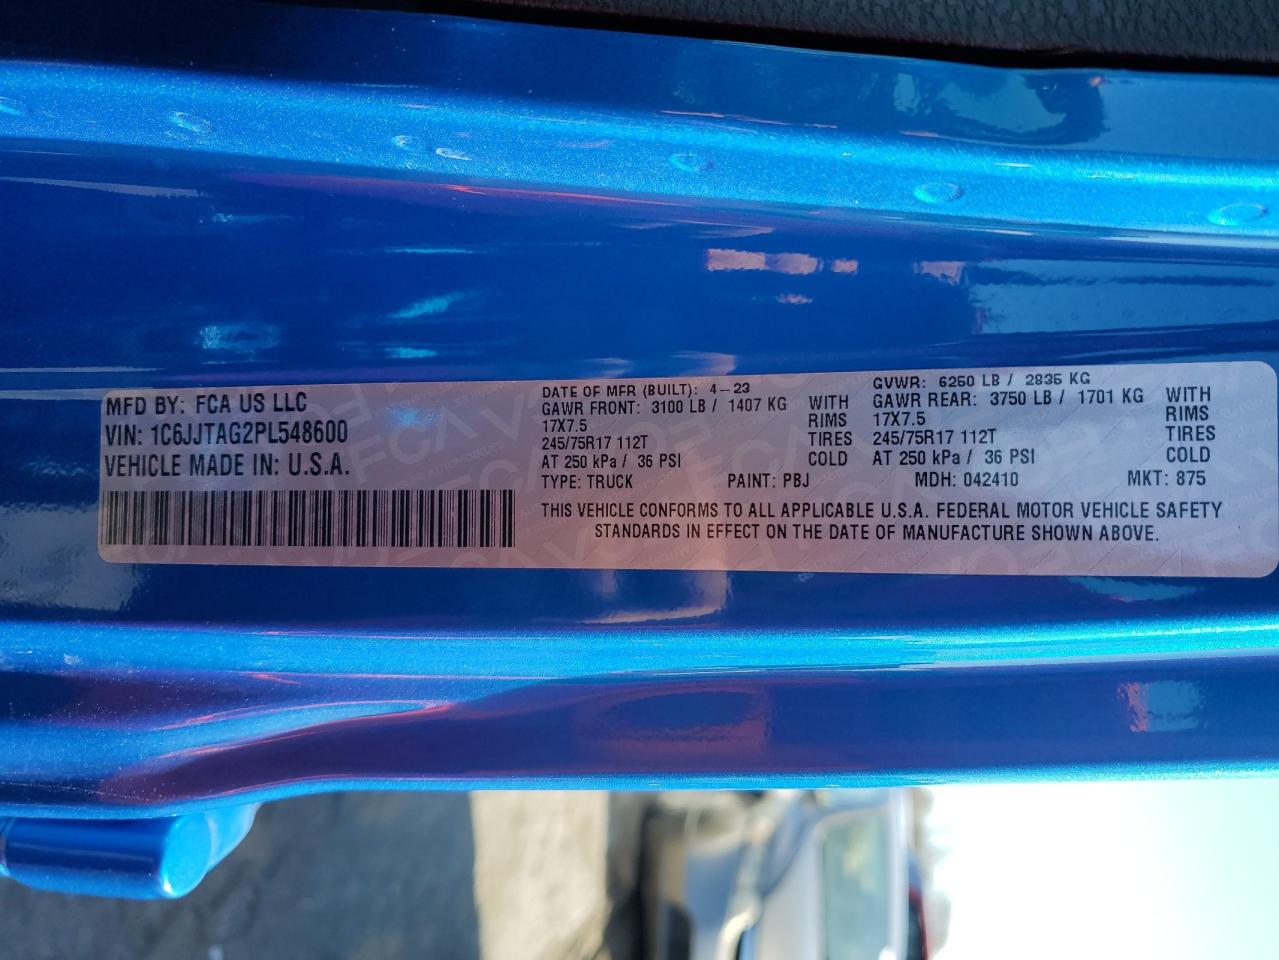 MFD BY: FCA US LLC
VIN: 1C6JJTAG2PL548600
VEHICLE MADE IN: U.S.A.
DATE OF MFR (BUILT): 4-23
GAWR FRONT: 3100 LB / 1407 KG WITH
17X7.5 RIMS
245/75R17 112T TIRES
AT 250 kPa / 36 PSI COLD
GVWR: 6250 LB / 2835 KG
GAWR REAR: 3750 LB / 1701 KG WITH
17X7.5 RIMS
245/75R17 112T TIRES
AT 250 kPa / 36 PSI COLD
TYPE: TRUCK PAINT: PBJ MDH: 042410 MKT: 875
THIS VEHICLE CONFORMS TO ALL APPLICABLE U.S.A. FEDERAL MOTOR VEHICLE SAFETY
STANDARDS IN EFFECT ON THE DATE OF MANUFACTURE SHOWN ABOVE.